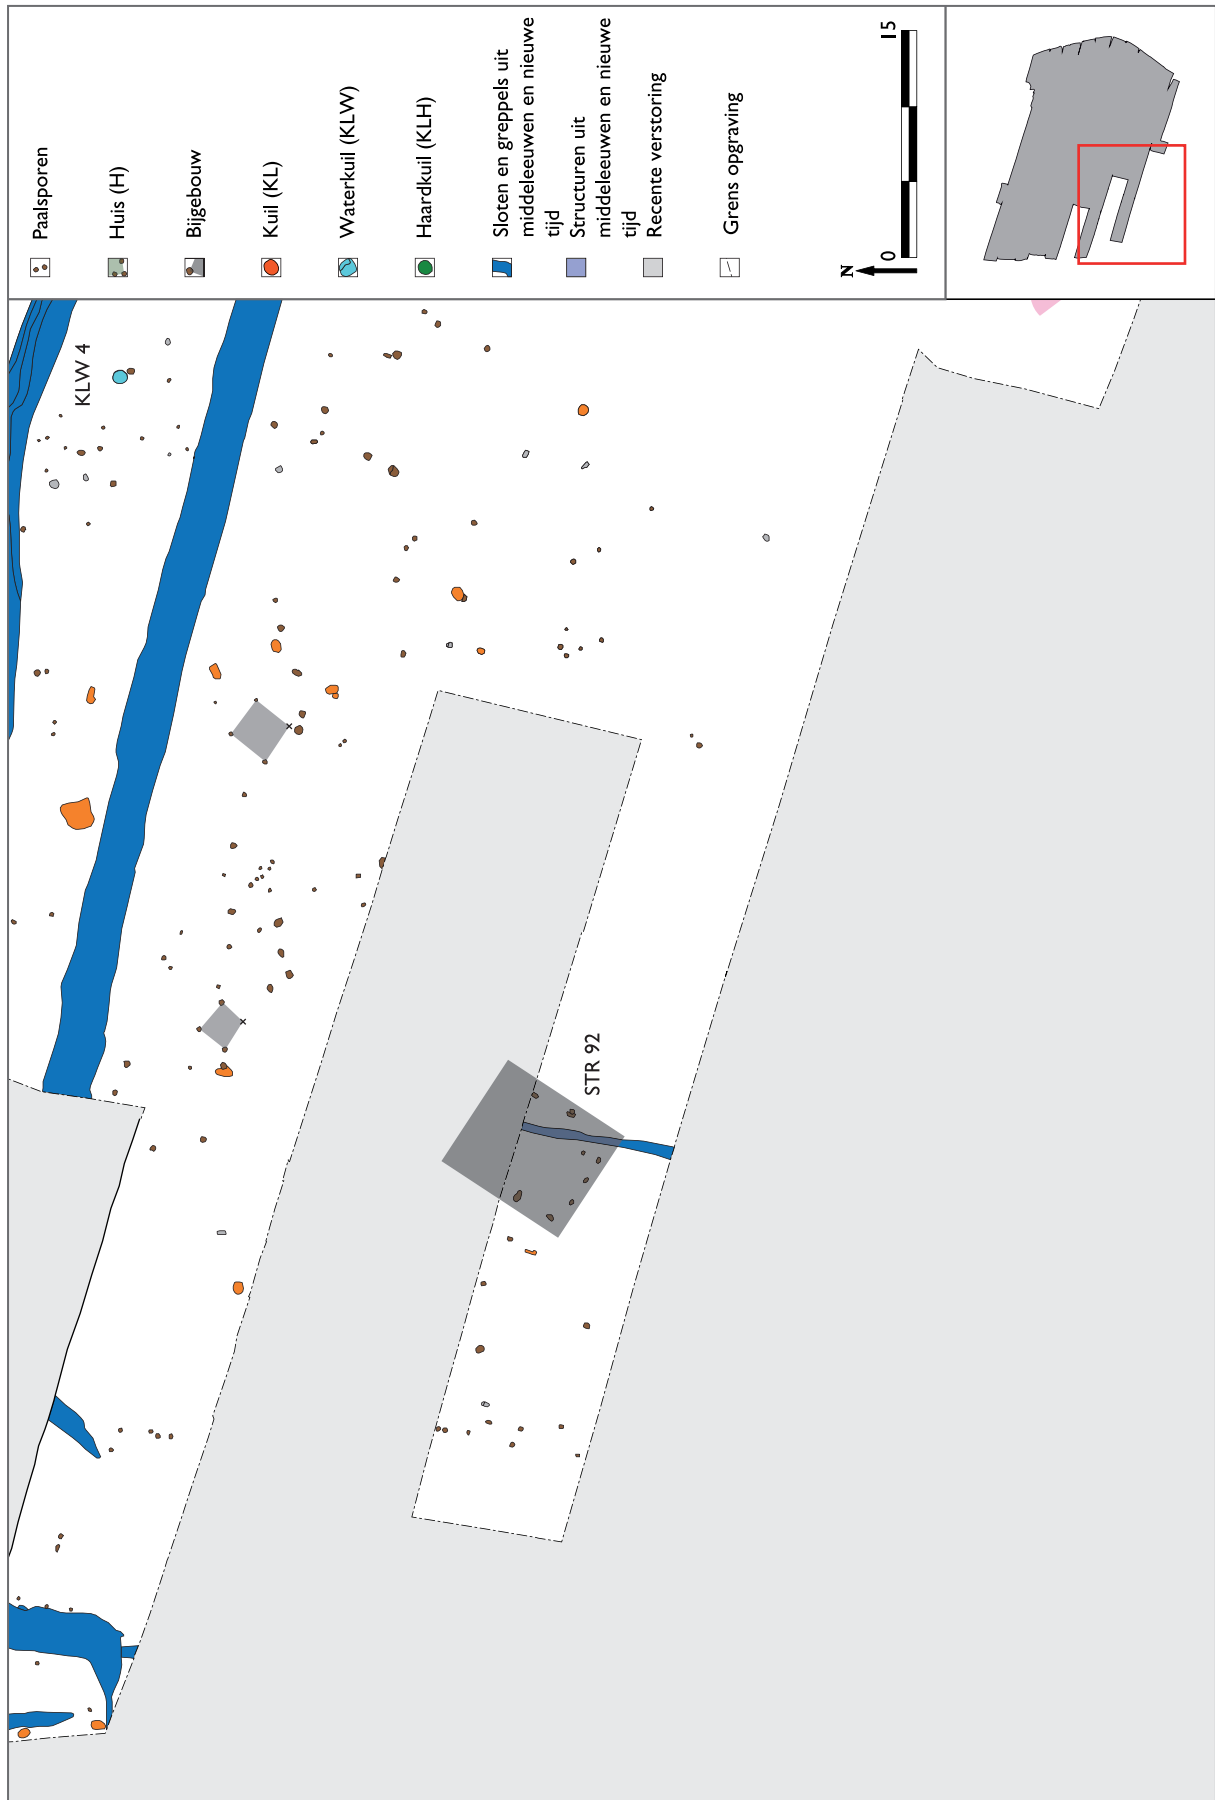 Paalsporen
Huis (H)
Bijgebouw
Kuil (KL)
Waterkuil (KLW)
Haardkuil (KLH)
Sloten en greppels uit
middeleeuwen en nieuwe
tijd
Structuren uit
middeleeuwen en nieuwe
tijd
Recente verstoring
Grens opgraving
N
0
15
KLW 4
STR 92